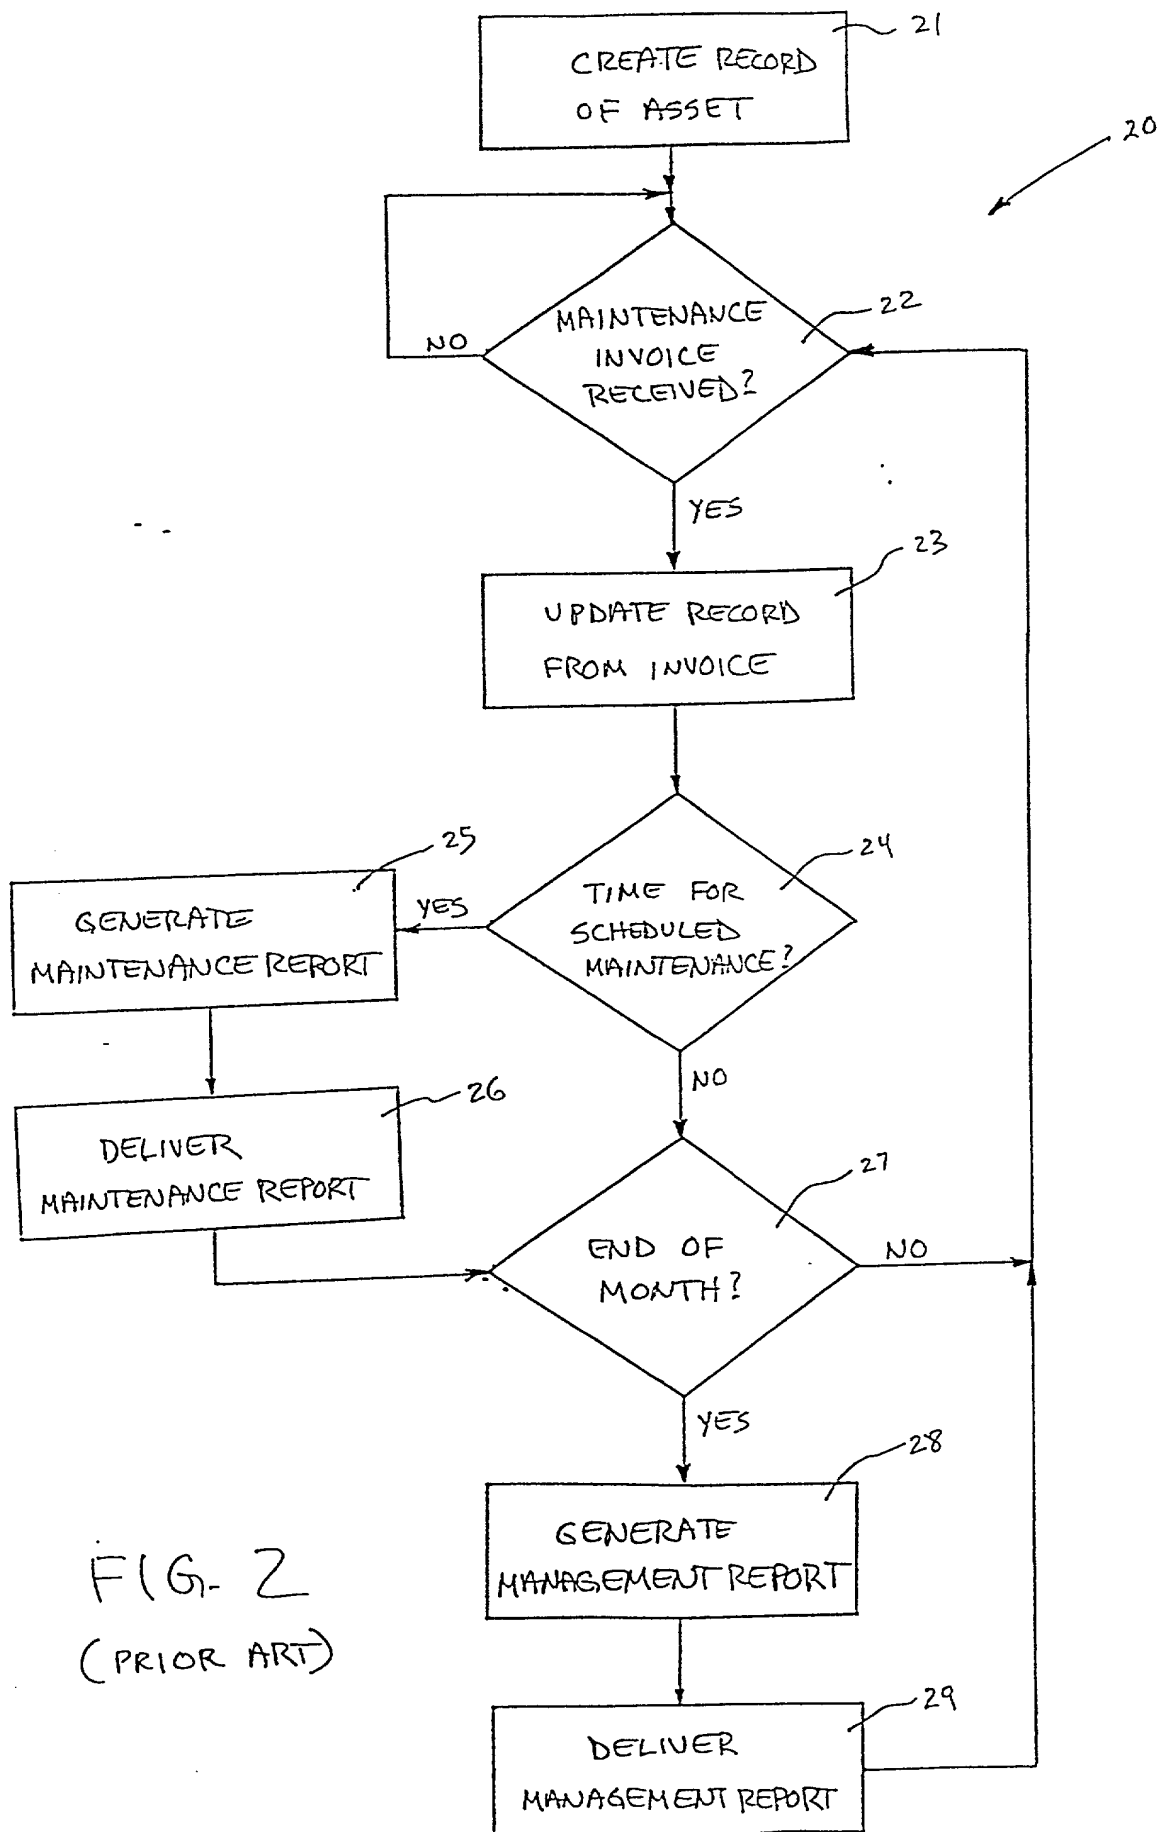 21
CREATE RECORD
OF ASSET
20
22
MAINTENANCE
INVOICE
RECEIVED?
NO
YES
23
UPDATE RECORD
FROM INVOICE
24
TIME FOR
SCHEDULED
MAINTENANCE?
YES
25
GENERATE
MAINTENANCE REPORT
26
DELIVER
MAINTENANCE REPORT
NO
27
END OF
MONTH?
NO
YES
28
GENERATE
MANAGEMENT REPORT
29
DELIVER
MANAGEMENT REPORT
FIG. 2
(PRIOR ART)